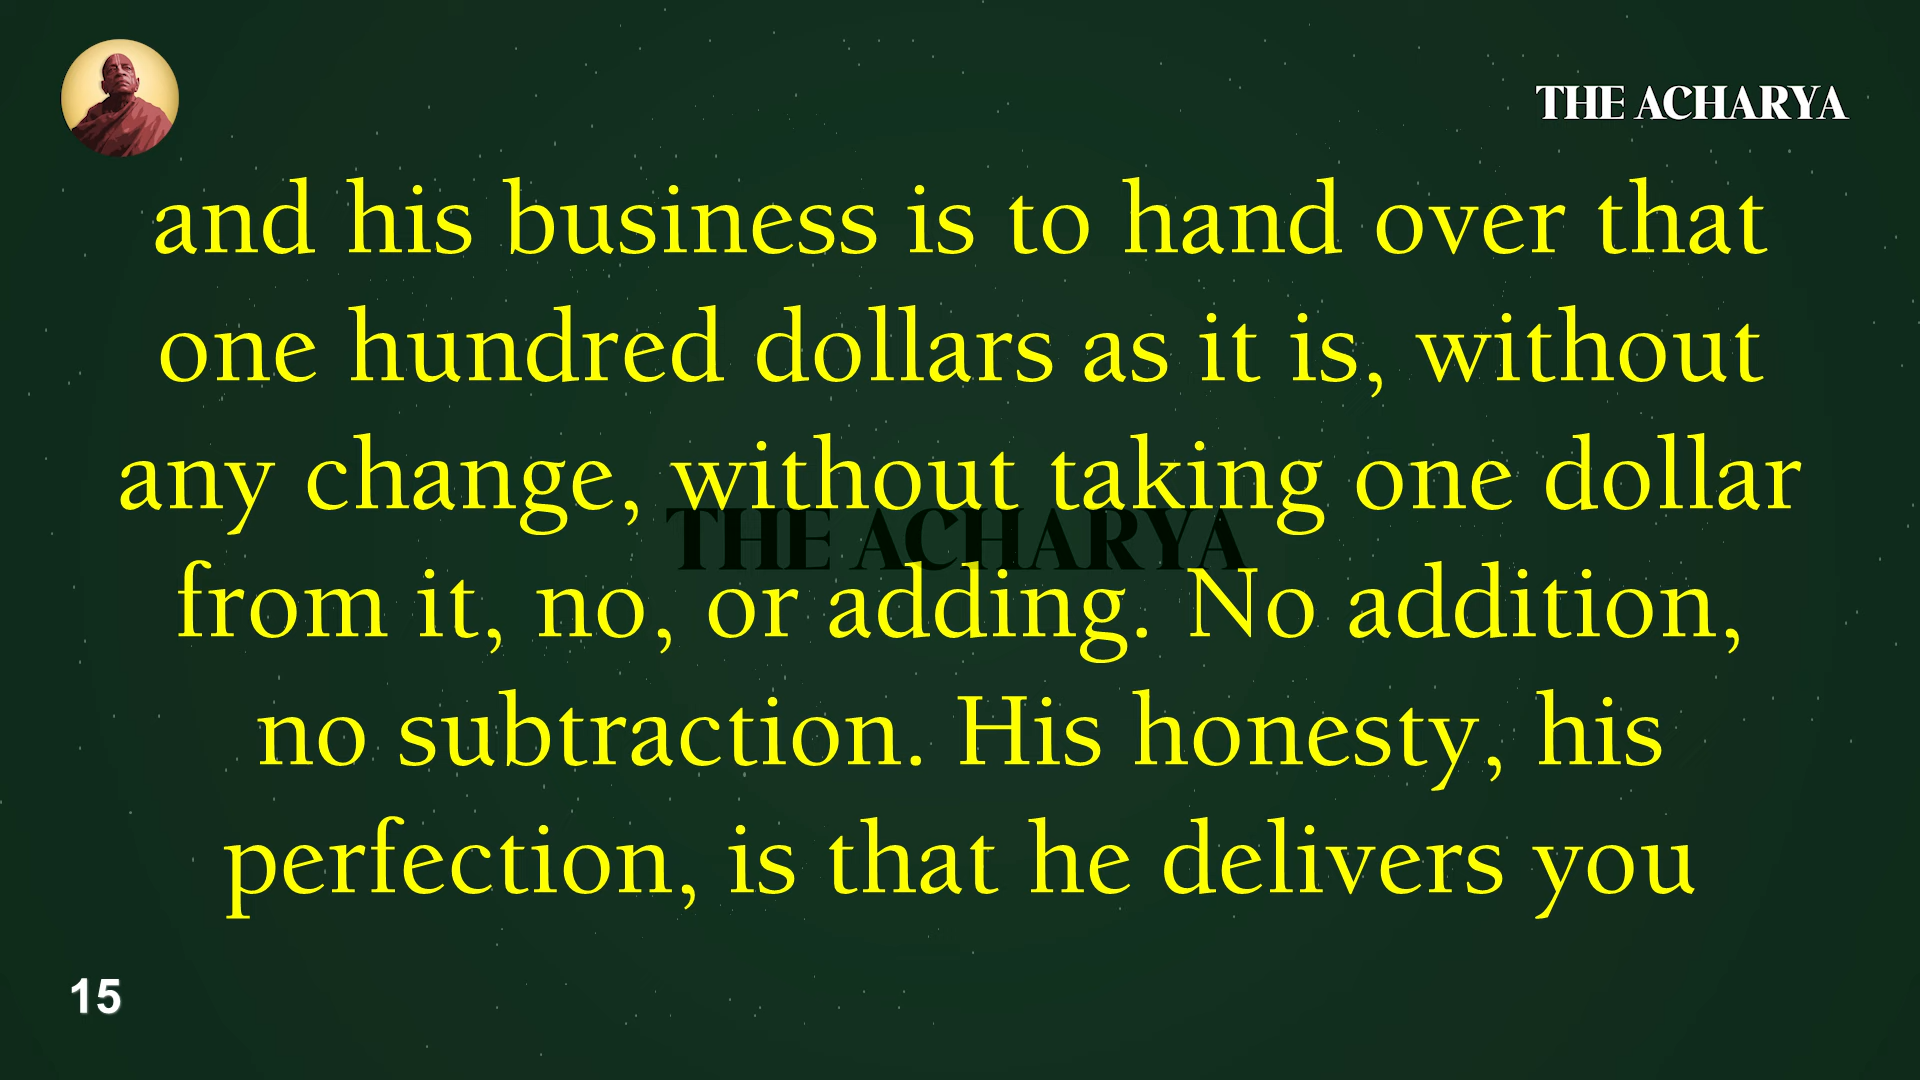 THE ACHARYA
and his business is to hand over that
one hundred dollars as it is, without
any change, without taking one dollar
THE ACHARYA
from it, no, or adding. No addition,
no subtraction. His honesty, his
perfection, is that he delivers you
15